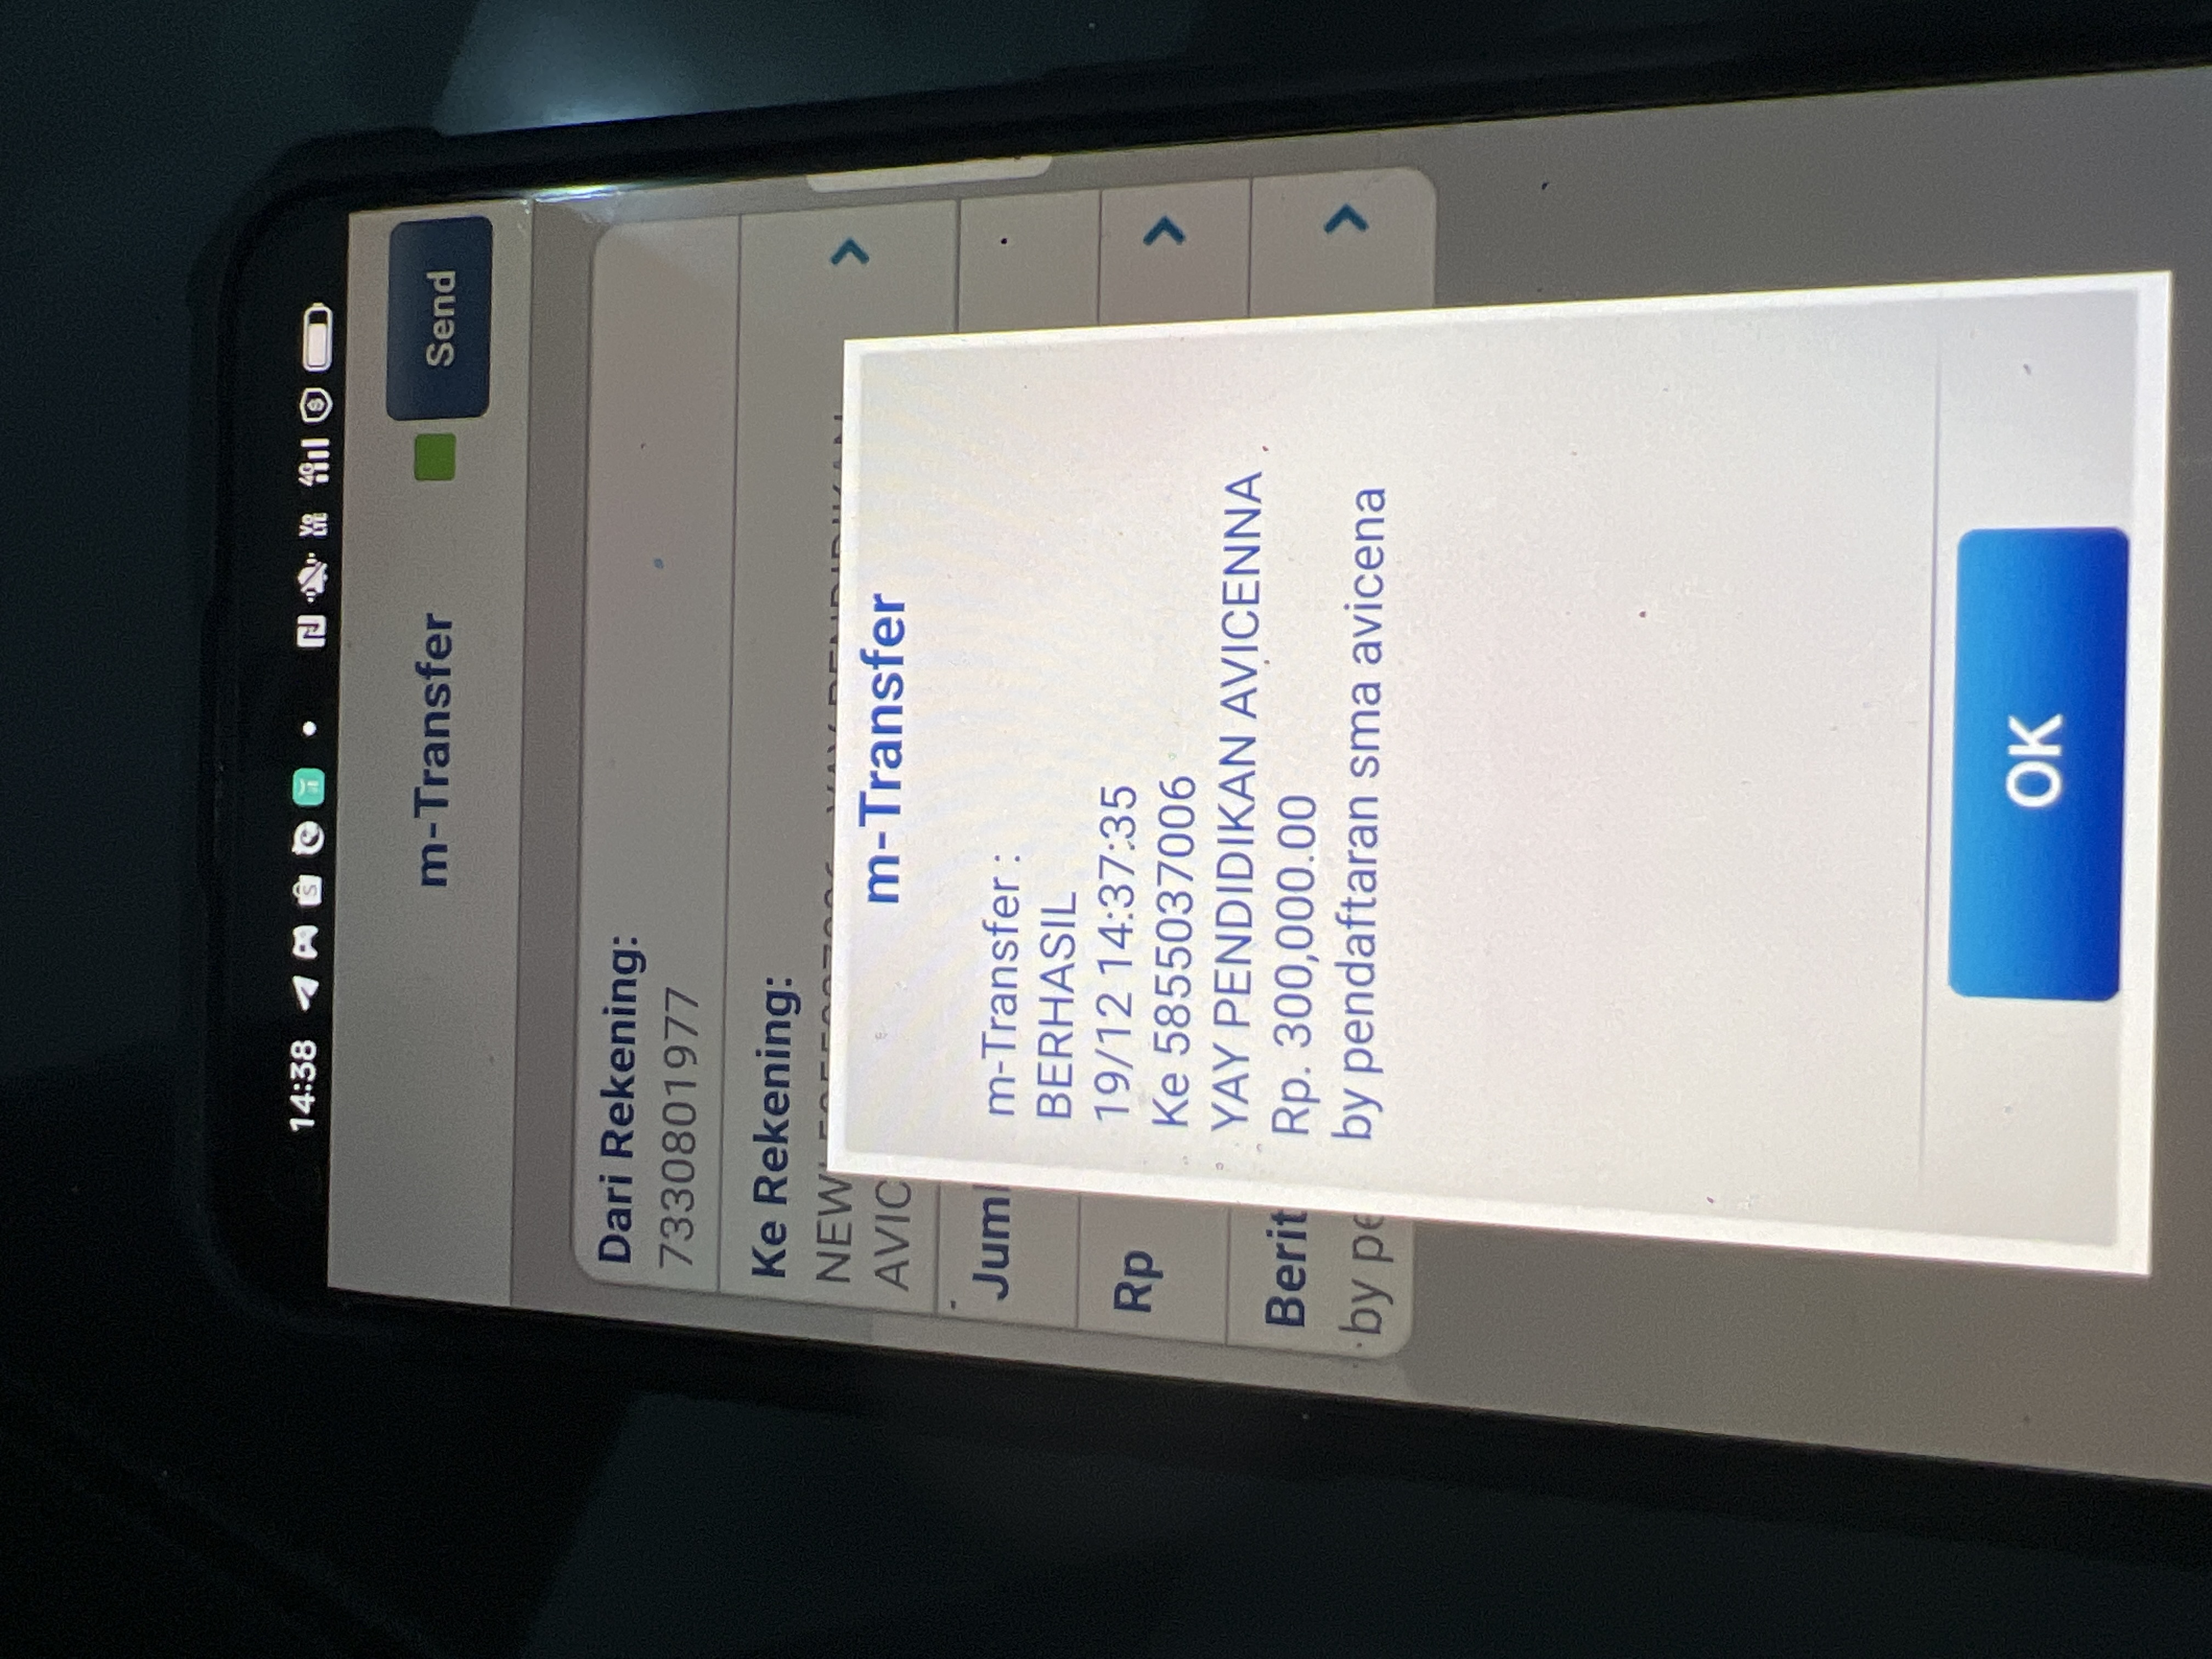 14:38
m-Transfer
Send
Dari Rekening:
7330801977
Ke Rekening:
m-Transfer
m-Transfer :
BERHASIL
19/12 14:37:35
Ke 5855037006
YAY PENDIDIKAN AVICENNA
Rp. 300,000.00
by pendaftaran sma avicena
Rp
OK